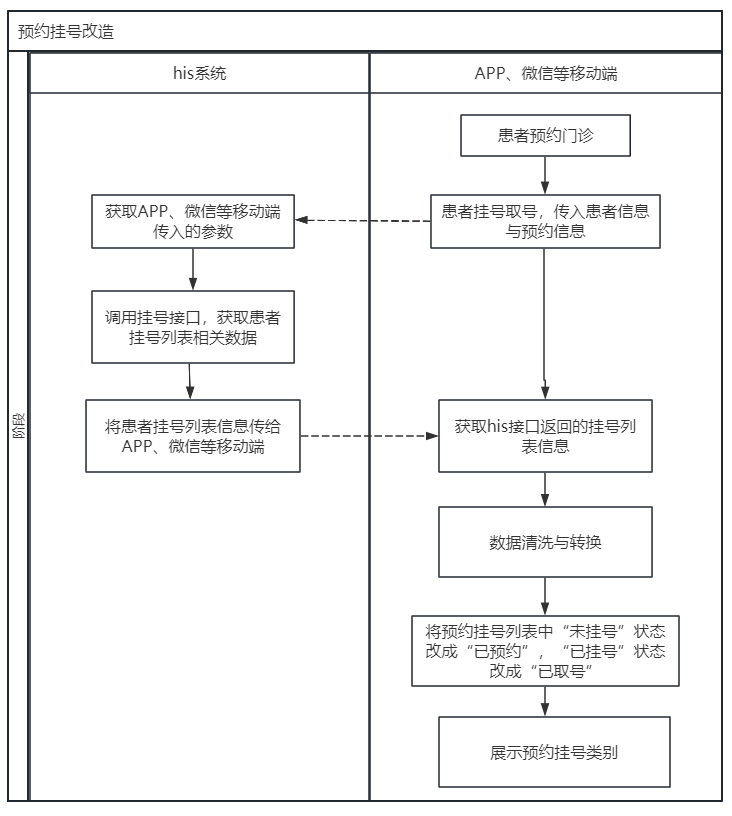 预约挂号改造
his系统
APP、微信等移动端
患者预约门诊
获取APP、微信等移动端
传入的参数
患者挂号取号，传入患者信息
与预约信息
调用挂号接口，获取患者
挂号列表相关数据
阶段
将患者挂号列表信息传给
APP、微信等移动端
获取his接口返回的挂号列
表信息
数据清洗与转换
将预约挂号列表中“未挂号”状态
改成“已预约”，“已挂号”状态
改成“已取号”
展示预约挂号类别